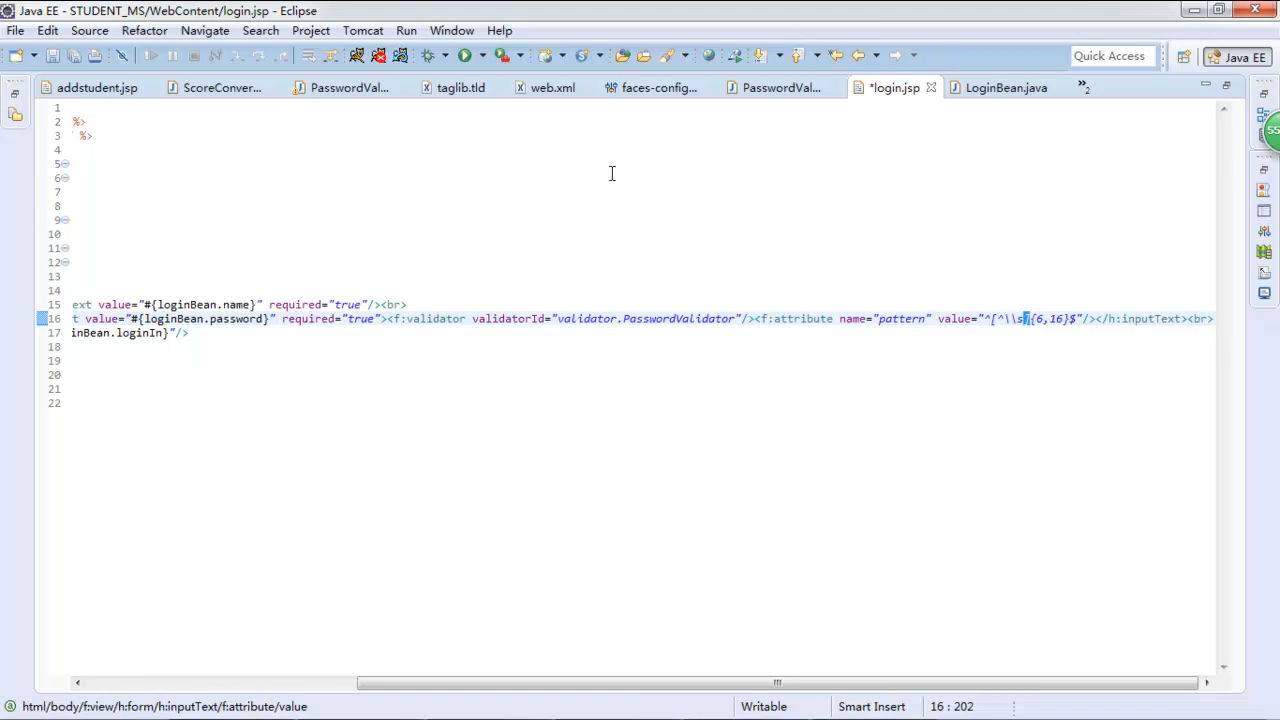 Java EE - STUDENT_MS/WebContent/login.jsp - Eclipse
File Edit Source Refactor Navigate Search Project Tomcat Run Window Help
Quick Access Java EE
addstudent.jsp ScoreConver... PasswordVal... taglib.tld web.xml faces-config... PasswordVal... *login.jsp LoginBean.java »2
1
2 %>
3 %>
4
5
6
7
8
9
10
11
12
13
14
15 ext value="#{loginBean.name}" required="true"/><br>
16 t value="#{loginBean.password}" required="true"><f:validator validatorId="validator.PasswordValidator"/><f:attribute name="pattern" value="^[^\\s]{6,16}$"/></h:inputText><br>
17 inBean.loginIn}"/>
18
19
20
21
22
55
html/body/f:view/h:form/h:inputText/f:attribute/value Writable Smart Insert 16 : 202